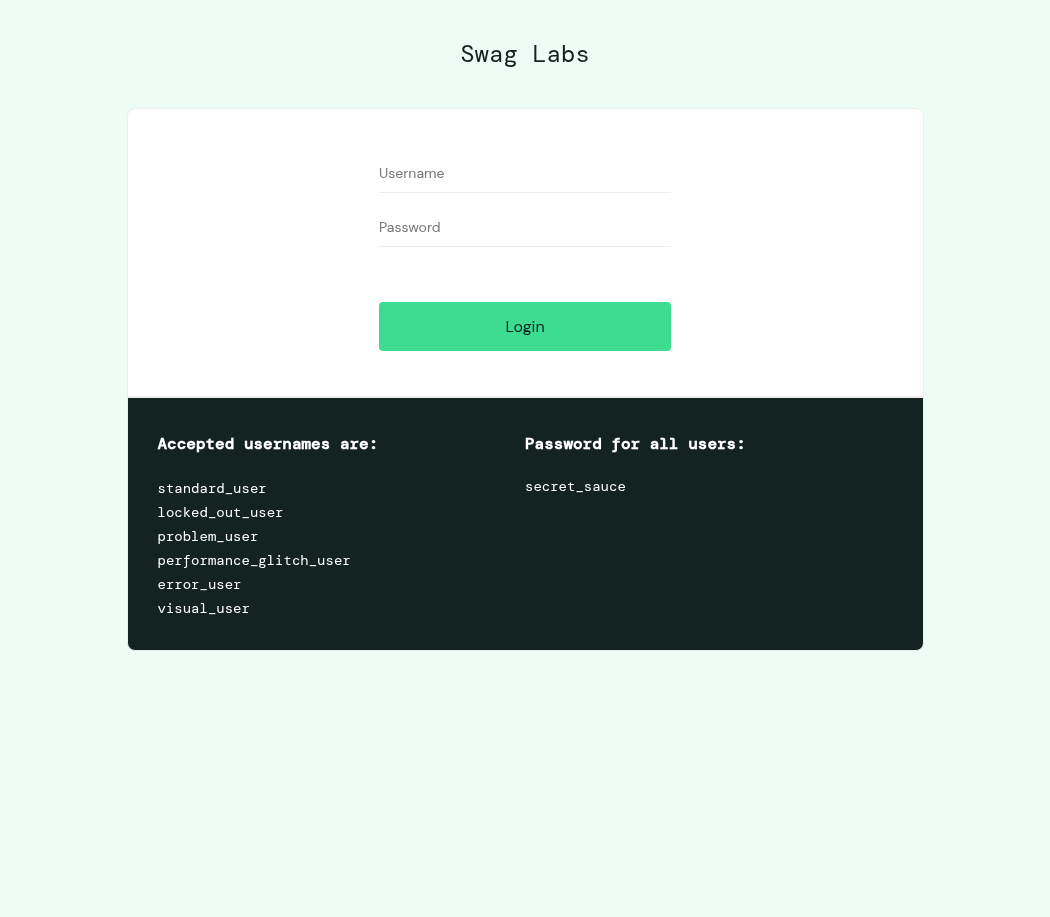 Swag Labs
Username
Password
Login
Accepted usernames are:
standard_user
locked_out_user
problem_user
performance_glitch_user
error_user
visual_user
Password for all users:
secret_sauce